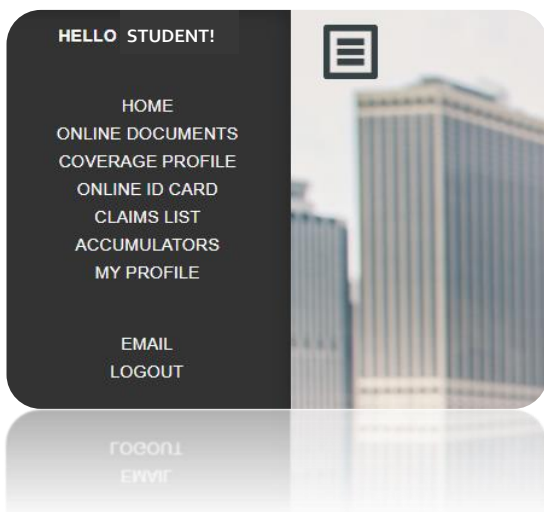 HELLO STUDENT!
HOME
ONLINE DOCUMENTS
COVERAGE PROFILE
ONLINE ID CARD
CLAIMS LIST
ACCUMULATORS
MY PROFILE
EMAIL
LOGOUT